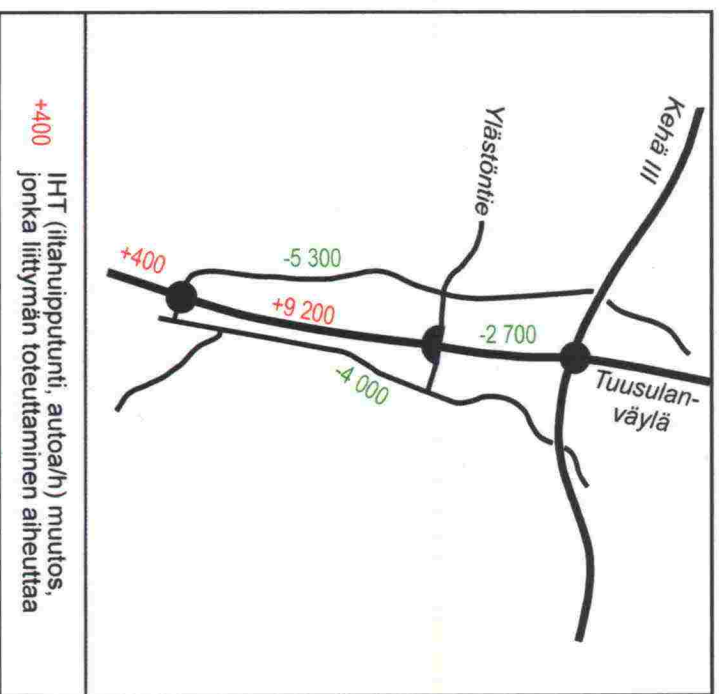 Kehä III
Ylästöntie
Tuusulan-
väylä
-2 700
-5 300
+9 200
+400
-4 000
+400 IHT (iltahuipputunti, autoa/h) muutos,
jonka liittymän toteuttaminen aiheuttaa